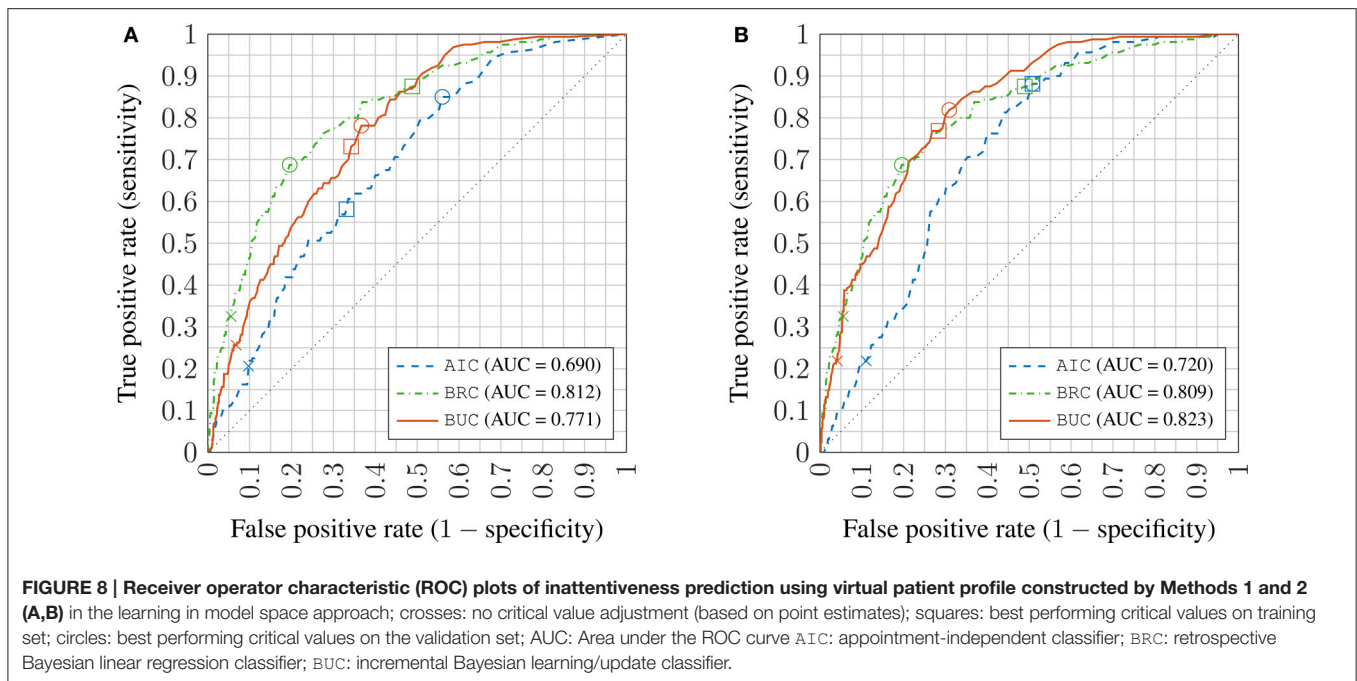 A
True positive rate (sensitivity)
1
0.9
0.8
0.7
0.6
0.5
0.4
0.3
0.2
0.1
0
AIC (AUC = 0.690)
BRC (AUC = 0.812)
BUC (AUC = 0.771)
0 0.1 0.2 0.3 0.4 0.5 0.6 0.7 0.8 0.9 1
False positive rate (1 − specificity)
B
True positive rate (sensitivity)
1
0.9
0.8
0.7
0.6
0.5
0.4
0.3
0.2
0.1
0
AIC (AUC = 0.720)
BRC (AUC = 0.809)
BUC (AUC = 0.823)
0 0.1 0.2 0.3 0.4 0.5 0.6 0.7 0.8 0.9 1
False positive rate (1 − specificity)
FIGURE 8 | Receiver operator characteristic (ROC) plots of inattentiveness prediction using virtual patient profile constructed by Methods 1 and 2
(A,B) in the learning in model space approach; crosses: no critical value adjustment (based on point estimates); squares: best performing critical values on training
set; circles: best performing critical values on the validation set; AUC: Area under the ROC curve AIC: appointment-independent classifier; BRC: retrospective
Bayesian linear regression classifier; BUC: incremental Bayesian learning/update classifier.